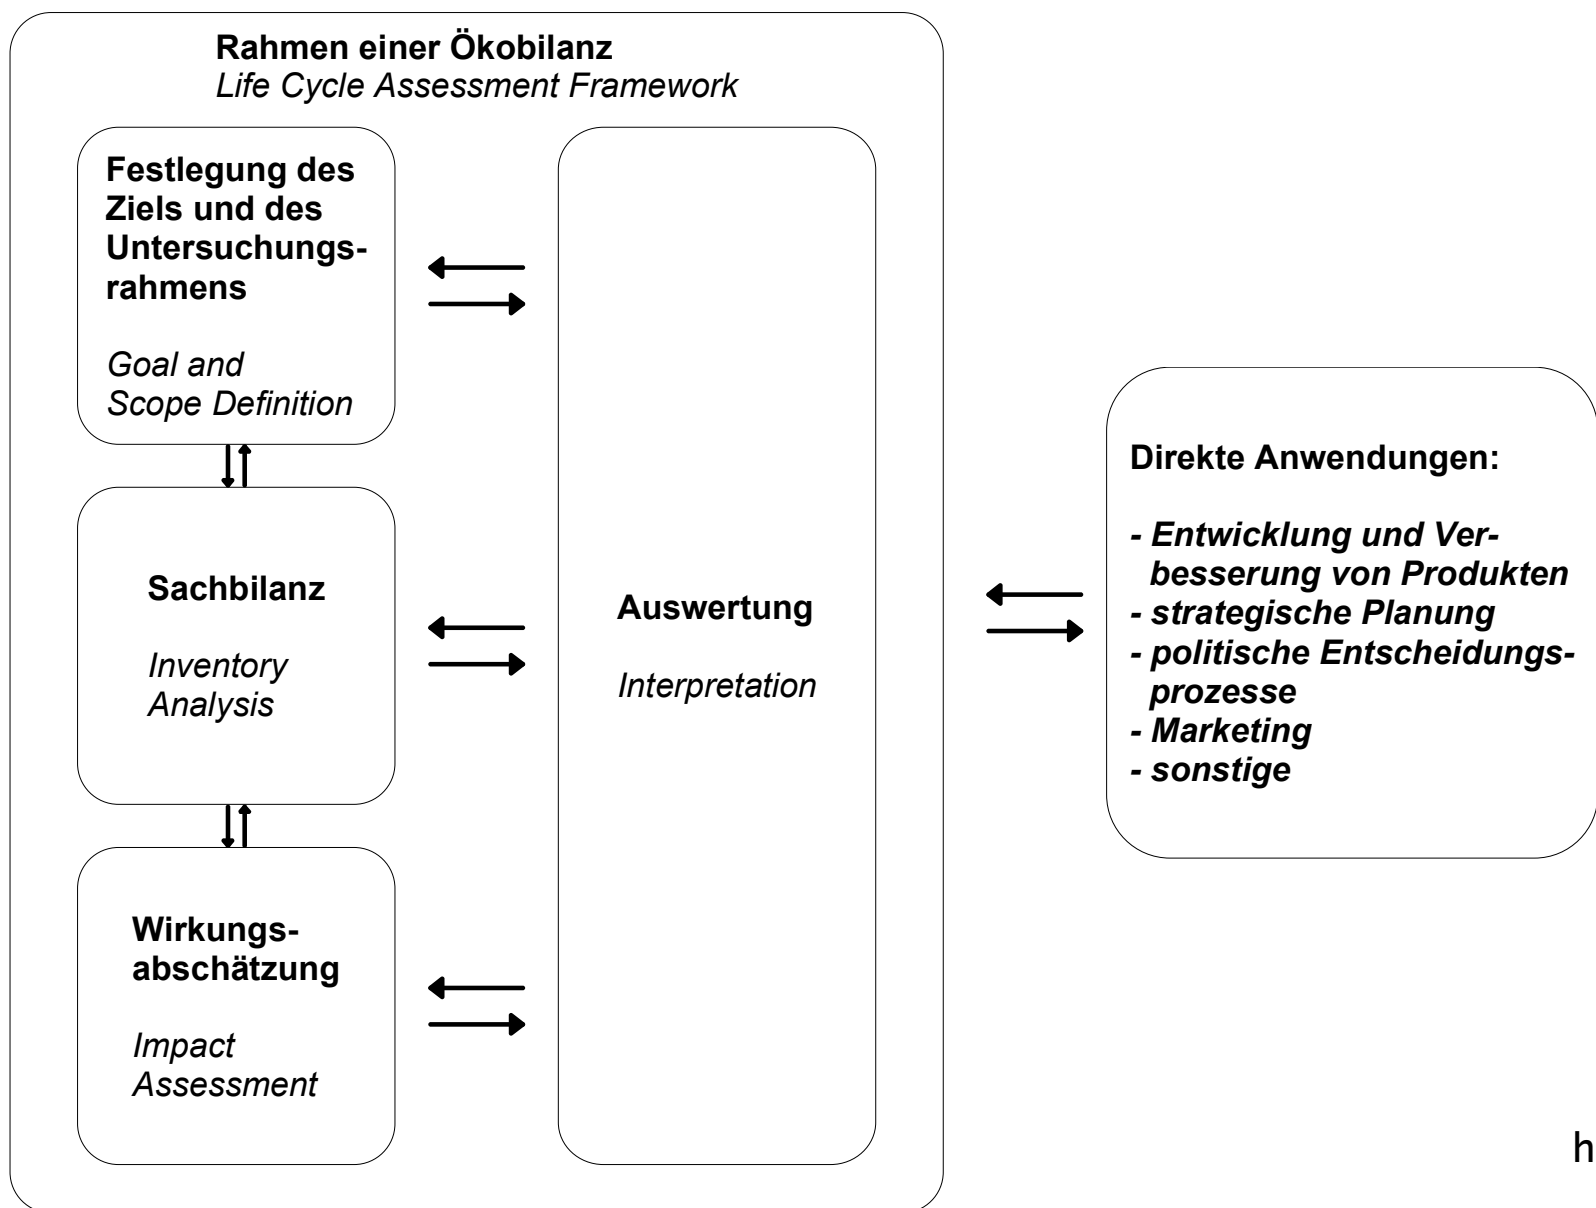 Rahmen einer Ökobilanz
Life Cycle Assessment Framework
Festlegung des
Ziels und des
Untersuchungs-
rahmens
Goal and
Scope Definition
Sachbilanz
Inventory
Analysis
Wirkungs-
abschätzung
Impact
Assessment
Auswertung
Interpretation
Direkte Anwendungen:
- Entwicklung und Ver-
besserung von Produkten
- strategische Planung
- politische Entscheidungs-
prozesse
- Marketing
- sonstige
h